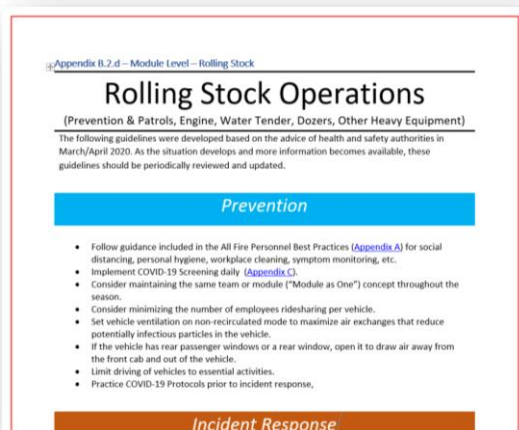 Appendix B.2.d – Module Level – Rolling Stock
Rolling Stock Operations
(Prevention & Patrols, Engine, Water Tender, Dozers, Other Heavy Equipment)
The following guidelines were developed based on the advice of health and safety authorities in
March/April 2020. As the situation develops and more information becomes available, these
guidelines should be periodically reviewed and updated.
Prevention
• Follow guidance included in the All Fire Personnel Best Practices (Appendix A) for social
distancing, personal hygiene, workplace cleaning, symptom monitoring, etc.
• Implement COVID-19 Screening daily (Appendix C).
• Consider maintaining the same team or module ("Module as One") concept throughout the
season.
• Consider minimizing the number of employees ridesharing per vehicle.
• Set vehicle ventilation on non-recirculated mode to maximize air exchanges that reduce
potentially infectious particles in the vehicle.
• If the vehicle has rear passenger windows or a rear window, open it to draw air away from
the front cab and out of the vehicle.
• Limit driving of vehicles to essential activities.
• Practice COVID-19 Protocols prior to incident response,
Incident Response